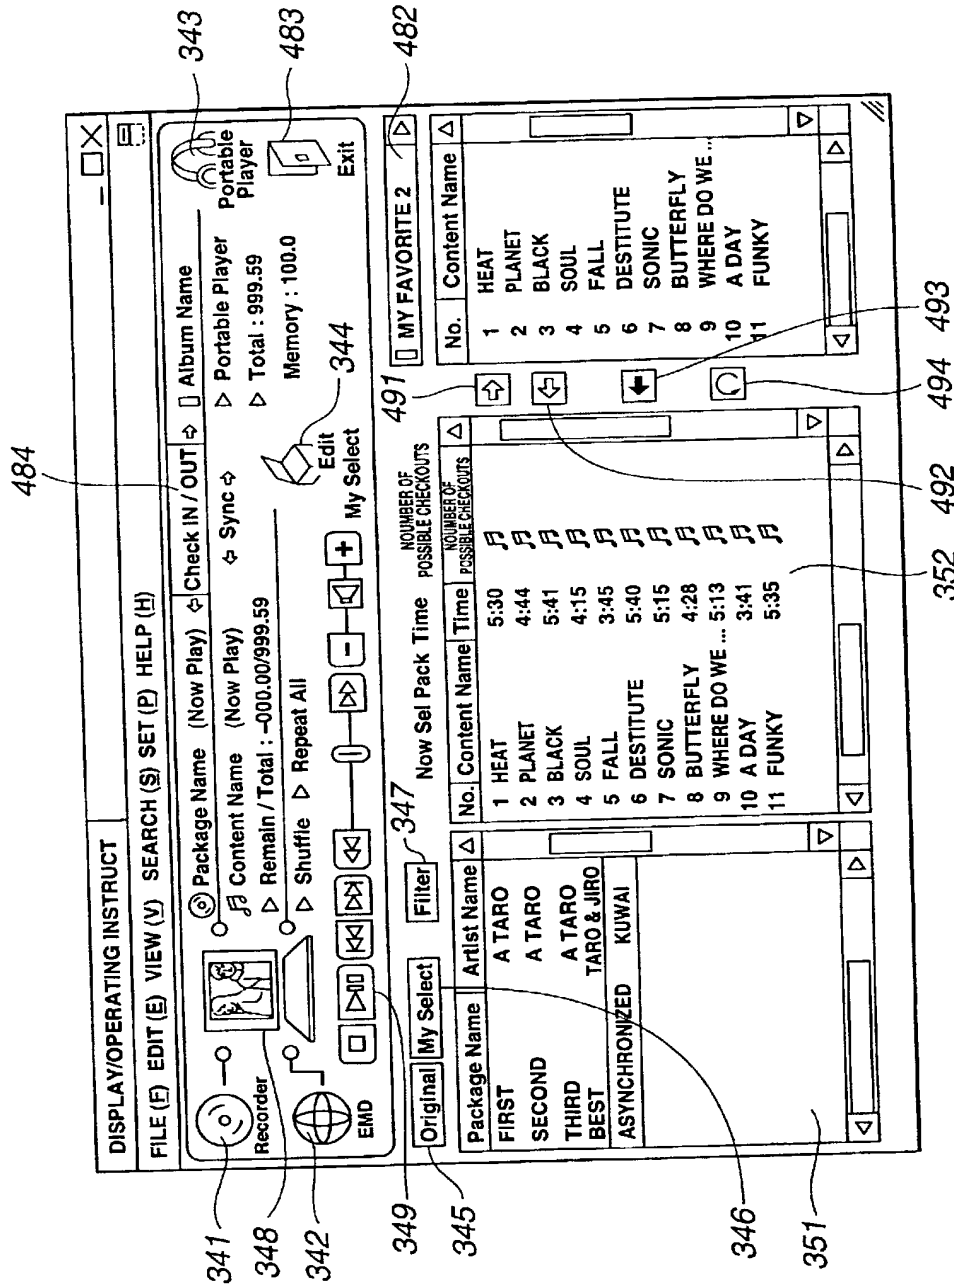 484
DISPLAY/OPERATING INSTRUCT
FILE (F) EDIT (E) VIEW (V) SEARCH (S) SET (P) HELP (H)
Package Name (Now Play) Check IN / OUT Album Name
Content Name (Now Play) Sync Portable Player
Remain / Total : -000.00/999.59 Total : 999.59
Memory : 100.0
Shuffle Repeat All
Recorder
EMD
Edit
My Select
Portable
Player
Exit
341
348
342
349
345
343
483
482
344
347
491
Original My Select Filter
Now Sel Pack Time NOUMBER OF
POSSIBLE CHECKOUTS
MY FAVORITE 2
Package Name Artist Name
FIRST A TARO
SECOND A TARO
THIRD A TARO
BEST TARO & JIRO
ASYNCHRONIZED KUWAI
No. Content Name Time NOUMBER OF
POSSIBLE CHECKOUTS
1 HEAT 5:30
2 PLANET 4:44
3 BLACK 5:41
4 SOUL 4:15
5 FALL 3:45
6 DESTITUTE 5:40
7 SONIC 5:15
8 BUTTERFLY 4:28
9 WHERE DO WE ... 5:13
10 A DAY 3:41
11 FUNKY 5:35
No. Content Name
1 HEAT
2 PLANET
3 BLACK
4 SOUL
5 FALL
6 DESTITUTE
7 SONIC
8 BUTTERFLY
9 WHERE DO WE ...
10 A DAY
11 FUNKY
346
351
352
492
494
493